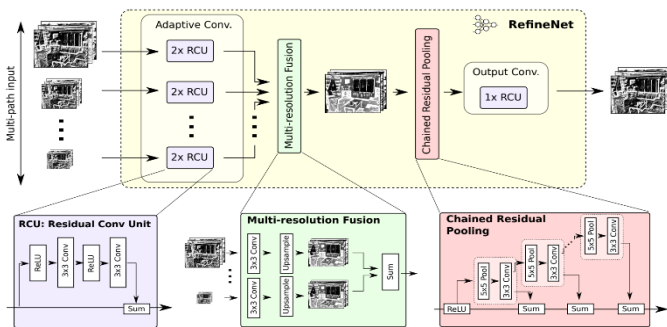 Multi-path input
Adaptive Conv.
2x RCU
2x RCU
2x RCU
Multi-resolution Fusion
Chained Residual Pooling
Output Conv.
1x RCU
RefineNet
RCU: Residual Conv Unit
ReLU
3x3 Conv
ReLU
3x3 Conv
Sum
Multi-resolution Fusion
3x3 Conv
Upsample
3x3 Conv
Upsample
Sum
Chained Residual
Pooling
ReLU
5x5 Pool
3x3 Conv
Sum
5x5 Pool
3x3 Conv
Sum
5x5 Pool
3x3 Conv
Sum